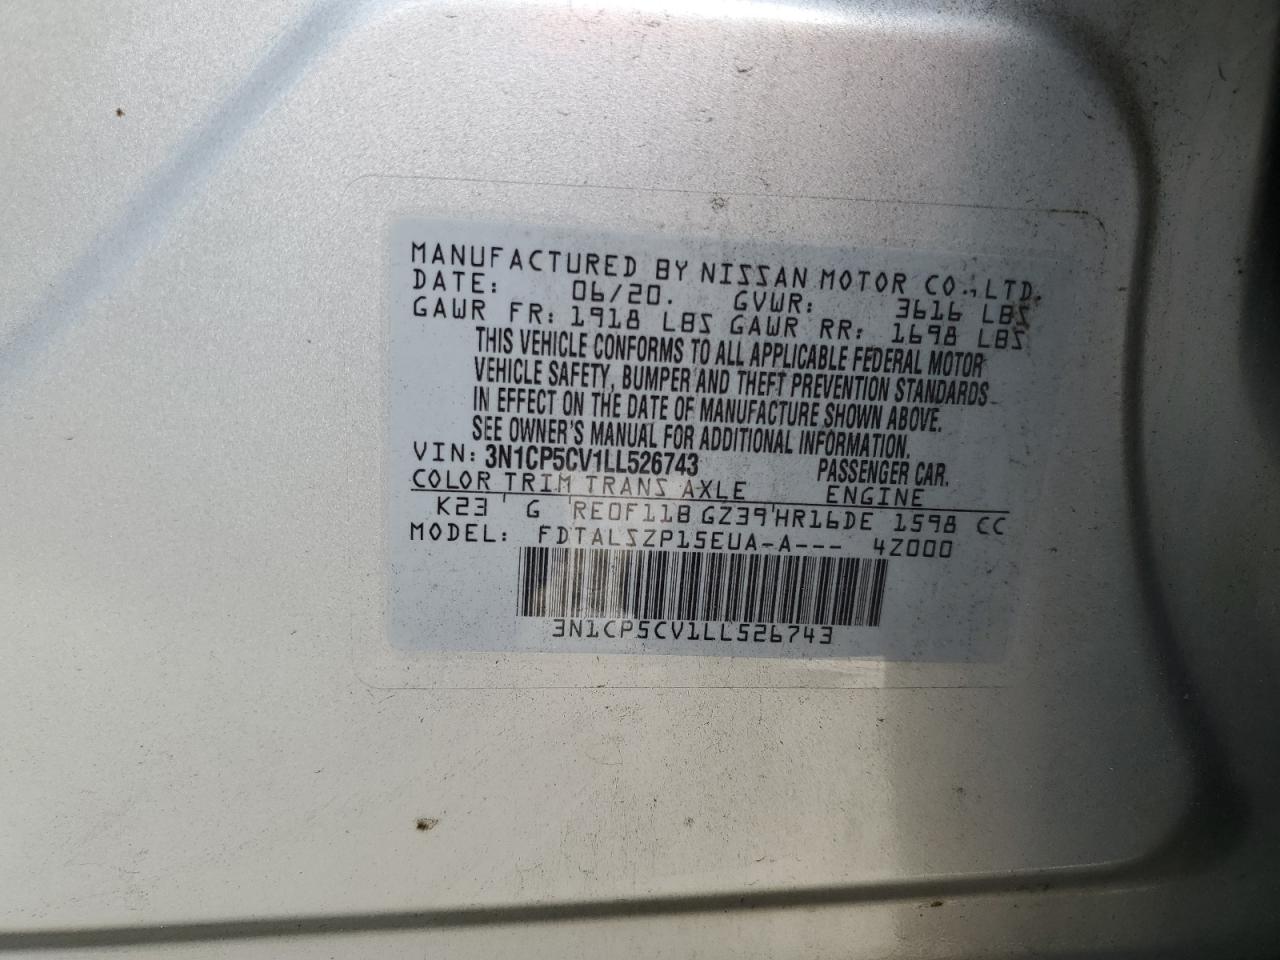 MANUFACTURED BY NISSAN MOTOR CO.,LTD.
DATE: 06/20. GVWR: 3616 LBS
GAWR FR: 1918 LBS GAWR RR: 1698 LBS
THIS VEHICLE CONFORMS TO ALL APPLICABLE FEDERAL MOTOR
VEHICLE SAFETY, BUMPER AND THEFT PREVENTION STANDARDS
IN EFFECT ON THE DATE OF MANUFACTURE SHOWN ABOVE.
SEE OWNER'S MANUAL FOR ADDITIONAL INFORMATION.
VIN: 3N1CP5CV1LL526743 PASSENGER CAR.
COLOR TRIM TRANS AXLE ENGINE
K23 G RE0F11B GZ39 HR16DE 1598 CC
MODEL: FDTALSZP15EUA-A--- 4Z000
3N1CP5CV1LL526743